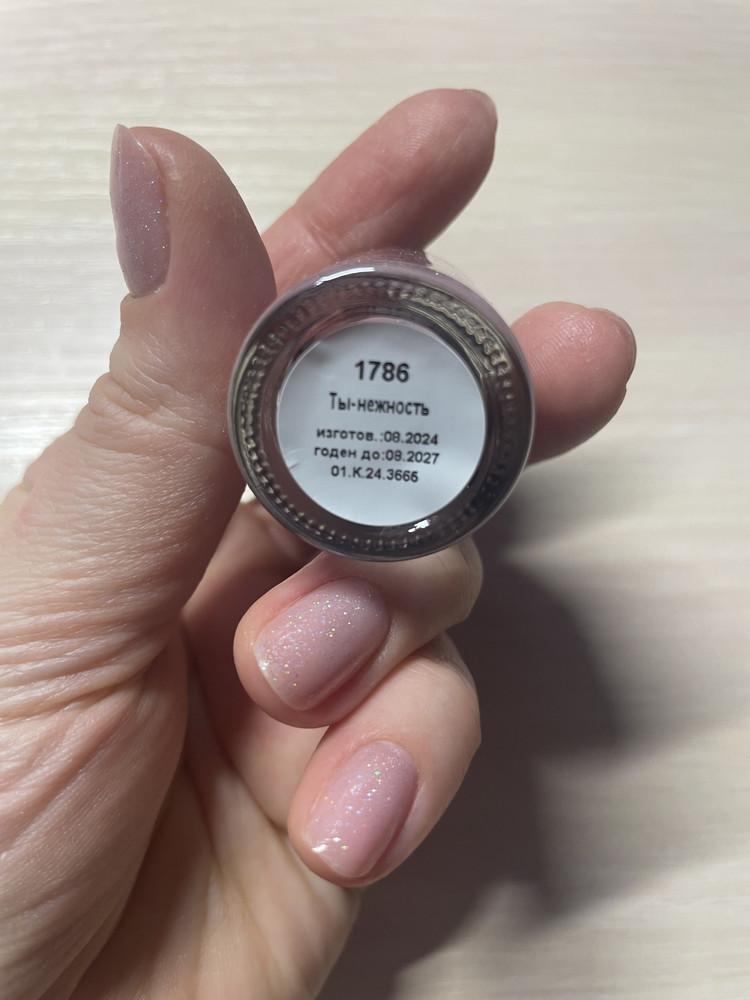 1786
Ты-нежность
изготов.:08.2024
годен до:08.2027
01.К.24.3666